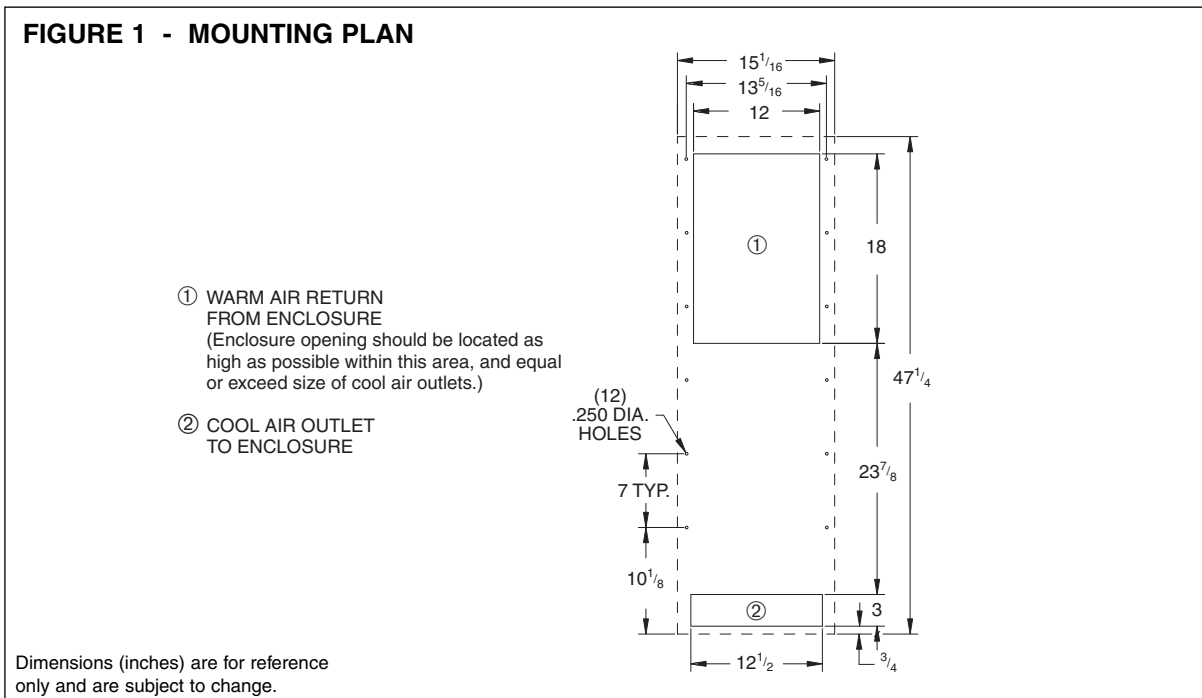 FIGURE 1 - MOUNTING PLAN
15 1/16
13 5/16
12
①
18
① WARM AIR RETURN
FROM ENCLOSURE
(Enclosure opening should be located as
high as possible within this area, and equal
or exceed size of cool air outlets.)
47 1/4
(12)
.250 DIA.
HOLES
② COOL AIR OUTLET
TO ENCLOSURE
23 7/8
7 TYP.
10 1/8
②
3
3/4
12 1/2
Dimensions (inches) are for reference
only and are subject to change.